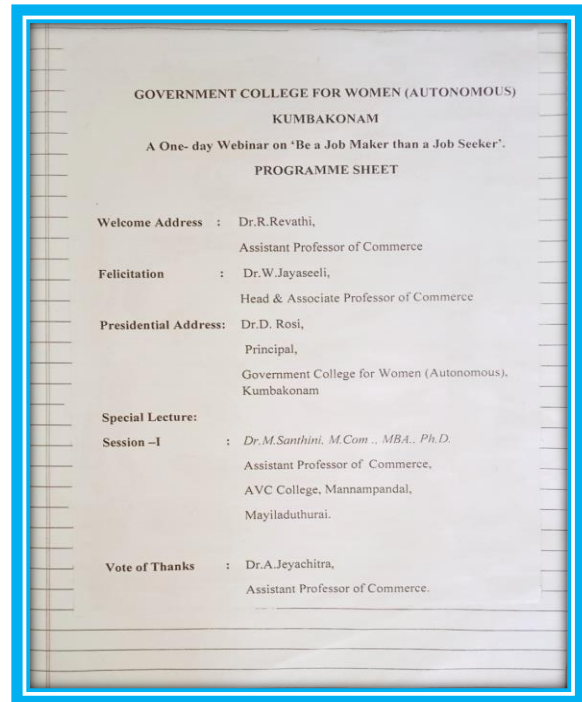 GOVERNMENT COLLEGE FOR WOMEN (AUTONOMOUS)
KUMBAKONAM
A One- day Webinar on ‘Be a Job Maker than a Job Seeker’.
PROGRAMME SHEET
Welcome Address : Dr.R.Revathi,
Assistant Professor of Commerce
Felicitation : Dr.W.Jayaseeli,
Head & Associate Professor of Commerce
Presidential Address: Dr.D. Rosi,
Principal,
Government College for Women (Autonomous),
Kumbakonam
Special Lecture:
Session –I : Dr.M.Santhini, M.Com ., MBA., Ph.D.
Assistant Professor of Commerce,
AVC College, Mannampandal,
Mayiladuthurai.
Vote of Thanks : Dr.A.Jeyachitra,
Assistant Professor of Commerce.